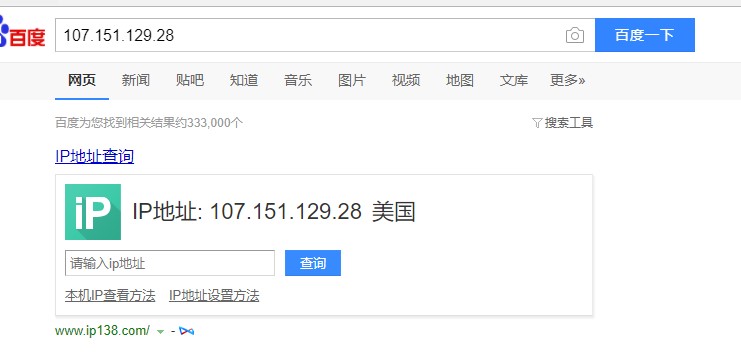 百度 107.151.129.28 百度一下
网页 新闻 贴吧 知道 音乐 图片 视频 地图 文库 更多»
百度为您找到相关结果约333,000个 搜索工具
IP地址查询
iP IP地址: 107.151.129.28 美国
请输入ip地址 查询
本机IP查看方法 IP地址设置方法
www.ip138.com/ -